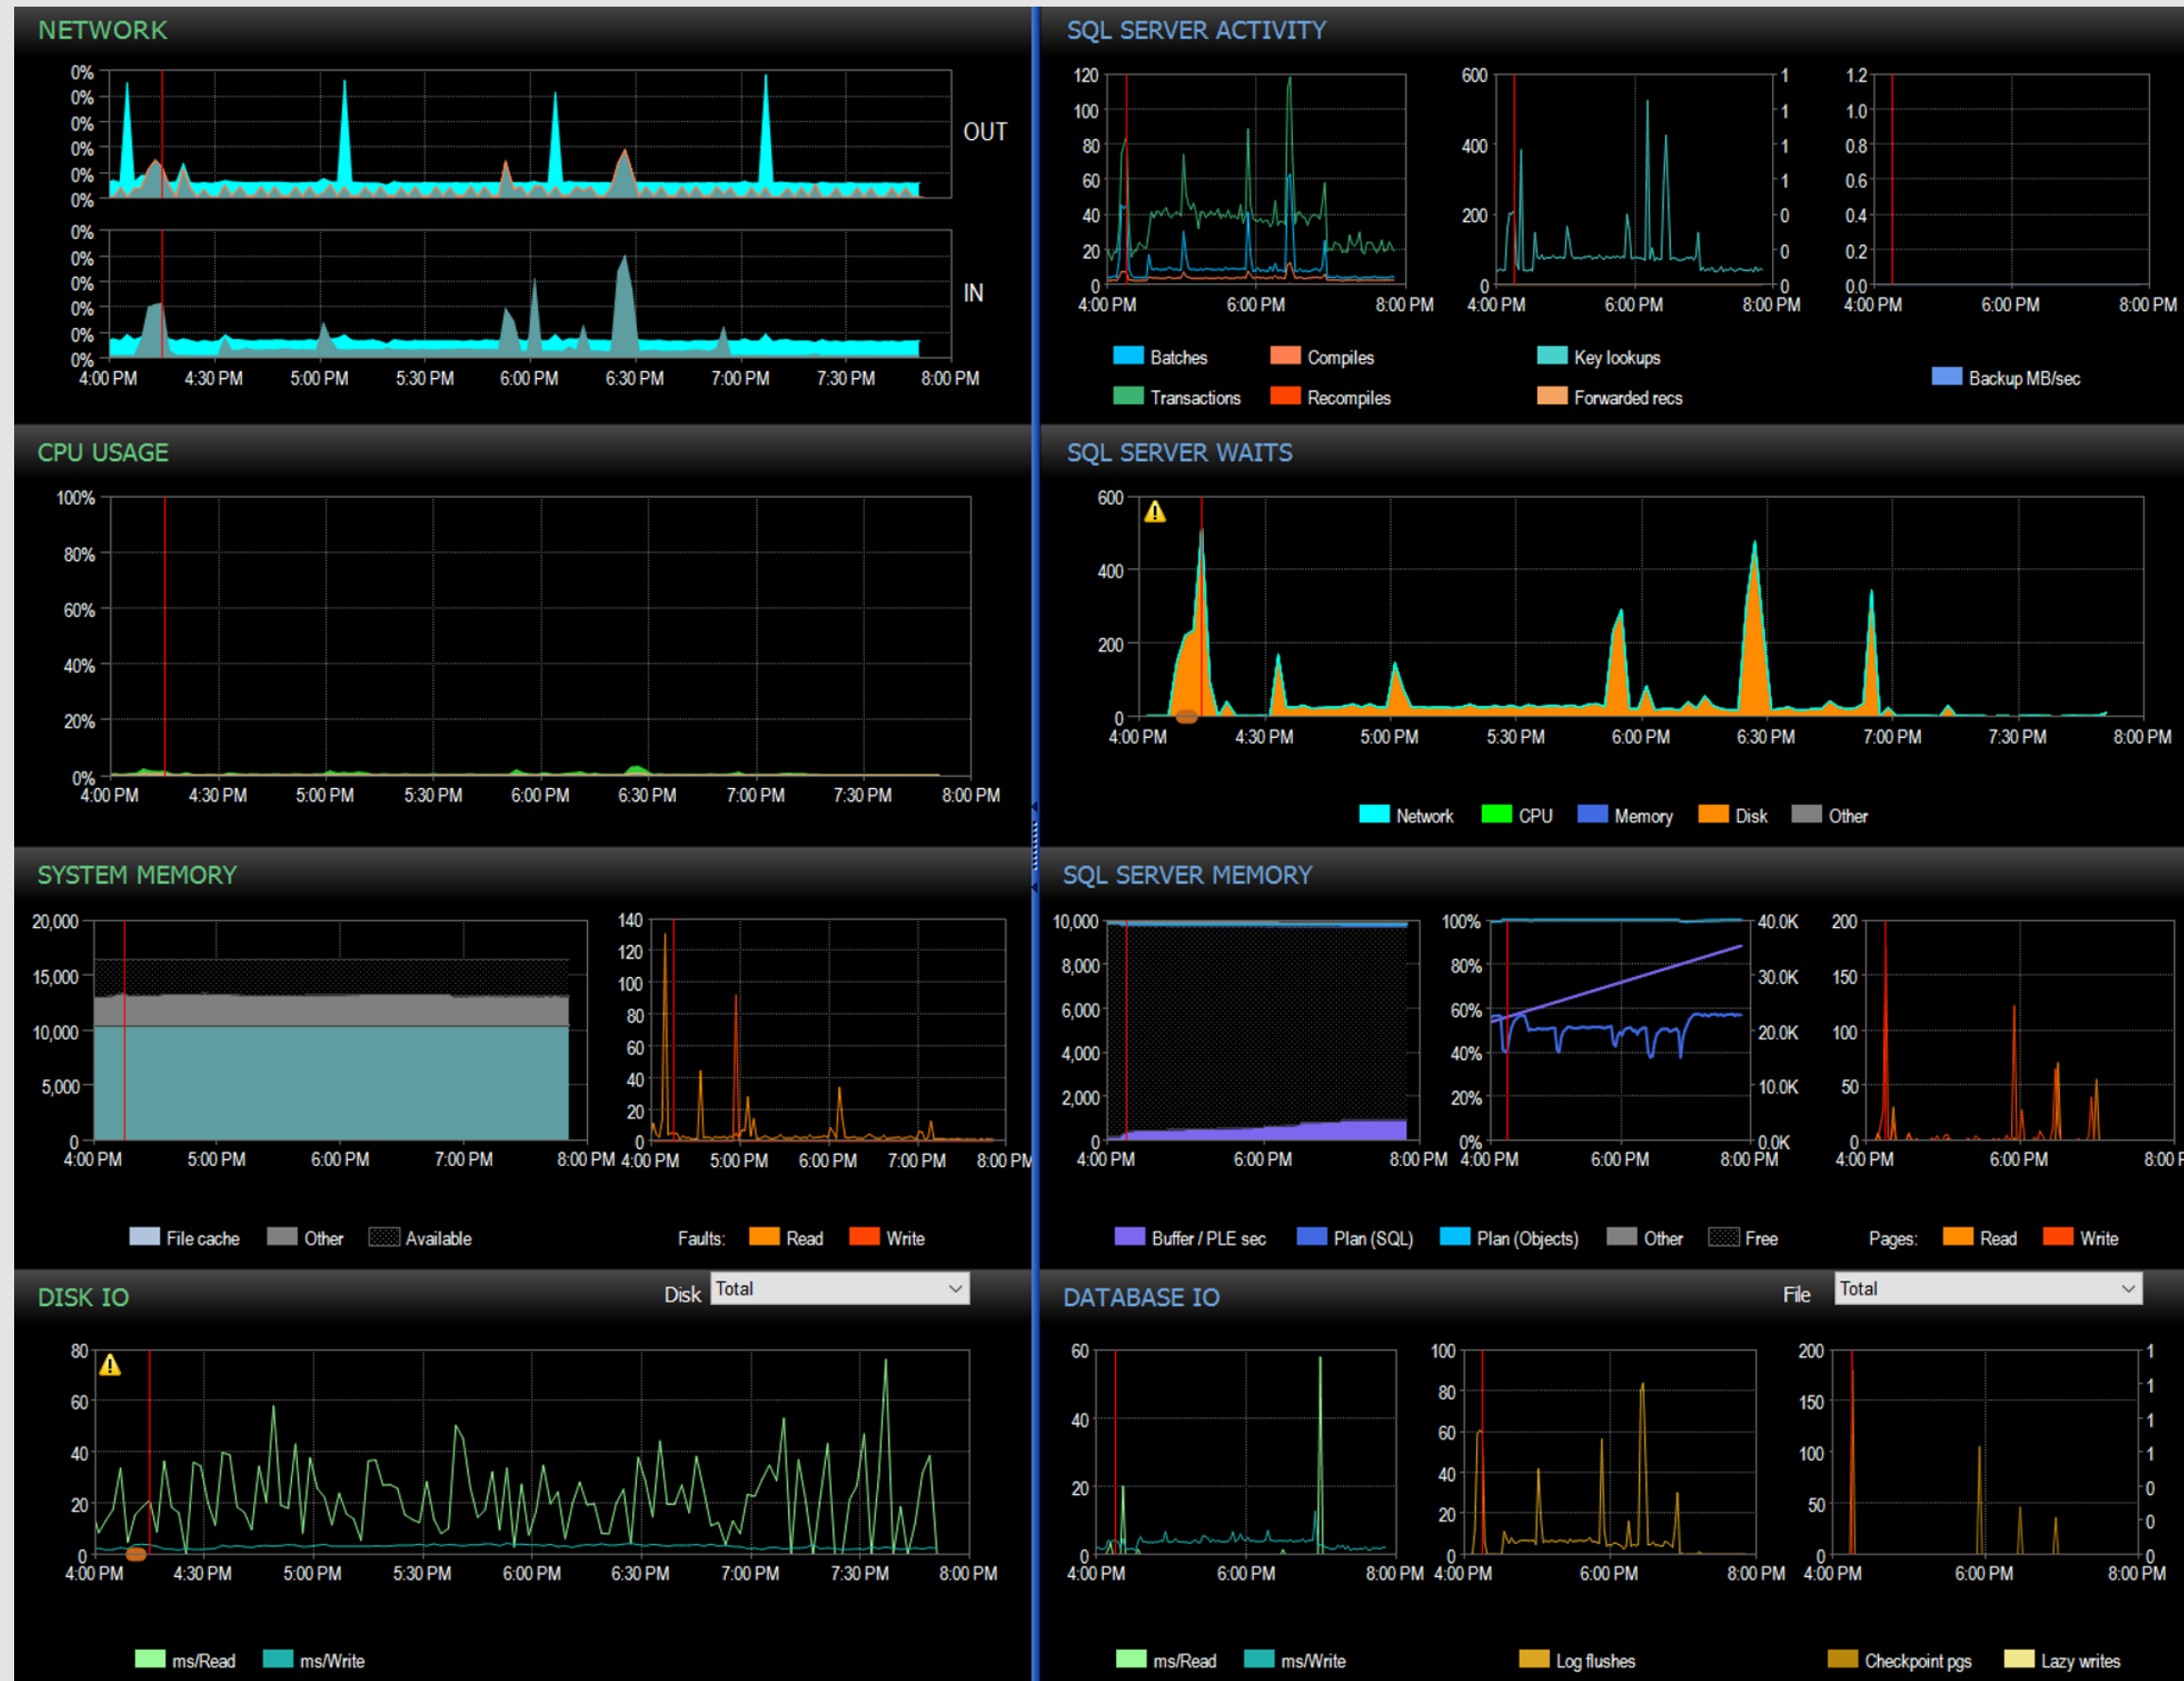 NETWORK
0%
0%
0%
0%
0%
0%
OUT
0%
0%
0%
0%
0%
0%
IN
4:00 PM 4:30 PM 5:00 PM 5:30 PM 6:00 PM 6:30 PM 7:00 PM 7:30 PM 8:00 PM
SQL SERVER ACTIVITY
120
100
80
60
40
20
0
4:00 PM 6:00 PM 8:00 PM
600
400
200
0
1
1
1
1
0
0
0
4:00 PM 6:00 PM 8:00 PM
1.2
1.0
0.8
0.6
0.4
0.2
0.0
4:00 PM 6:00 PM 8:00 PM
Batches Compiles
Transactions Recompiles
Key lookups
Forwarded recs
Backup MB/sec
CPU USAGE
100%
80%
60%
40%
20%
0%
4:00 PM 4:30 PM 5:00 PM 5:30 PM 6:00 PM 6:30 PM 7:00 PM 7:30 PM 8:00 PM
SQL SERVER WAITS
600
400
200
0
4:00 PM 4:30 PM 5:00 PM 5:30 PM 6:00 PM 6:30 PM 7:00 PM 7:30 PM 8:00 PM
Network CPU Memory Disk Other
SYSTEM MEMORY
20,000
15,000
10,000
5,000
0
4:00 PM 5:00 PM 6:00 PM 7:00 PM 8:00 PM
140
120
100
80
60
40
20
0
4:00 PM 5:00 PM 6:00 PM 7:00 PM 8:00 PM
File cache Other Available
Faults: Read Write
SQL SERVER MEMORY
10,000
8,000
6,000
4,000
2,000
0
4:00 PM 6:00 PM 8:00 PM
100%
80%
60%
40%
20%
0%
40.0K
30.0K
20.0K
10.0K
0.0K
4:00 PM 6:00 PM 8:00 PM
200
150
100
50
0
4:00 PM 6:00 PM 8:00 P
Buffer / PLE sec Plan (SQL) Plan (Objects) Other Free
Pages: Read Write
DISK IO
Disk Total
80
60
40
20
0
4:00 PM 4:30 PM 5:00 PM 5:30 PM 6:00 PM 6:30 PM 7:00 PM 7:30 PM 8:00 PM
ms/Read ms/Write
DATABASE IO
File Total
60
40
20
0
4:00 PM 6:00 PM 8:00 PM
100
80
60
40
20
0
4:00 PM 6:00 PM 8:00 PM
200
150
100
50
0
1
1
1
1
0
0
0
4:00 PM 6:00 PM 8:00 PM
ms/Read ms/Write
Log flushes
Checkpoint pgs Lazy writes